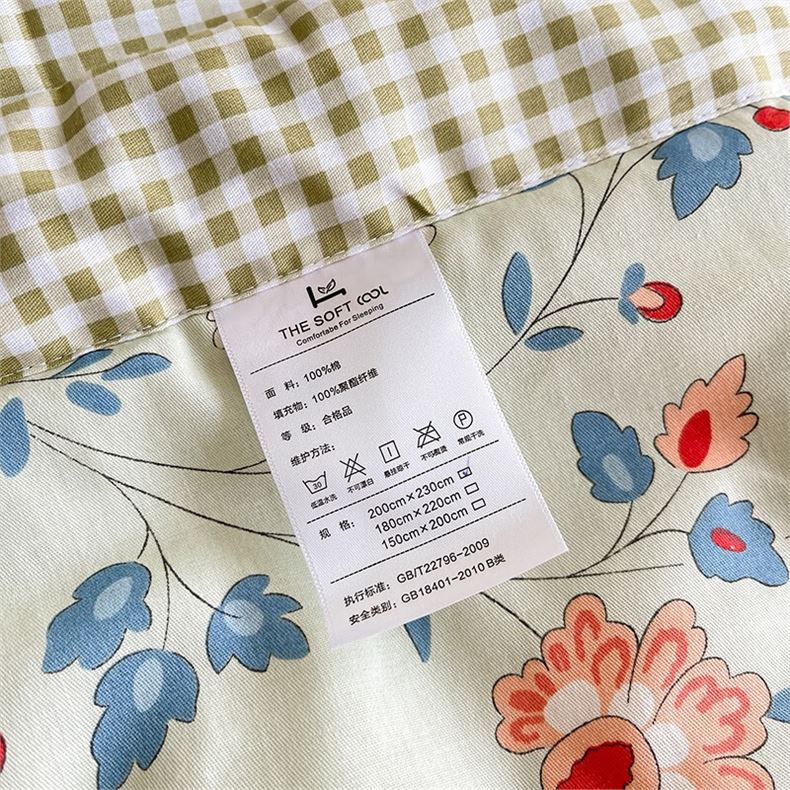 THE SOFT COOL
Comfortabe For Sleeping
面 料：100%棉
填充物：100%聚酯纤维
等 级：合格品
维护方法：
30 P
低温水洗 不可漂白 悬挂晾干 不可熨烫 常规干洗
规 格：200cm×230cm
180cm×220cm
150cm×200cm
执行标准：GB/T22796-2009
安全类别：GB18401-2010 B类